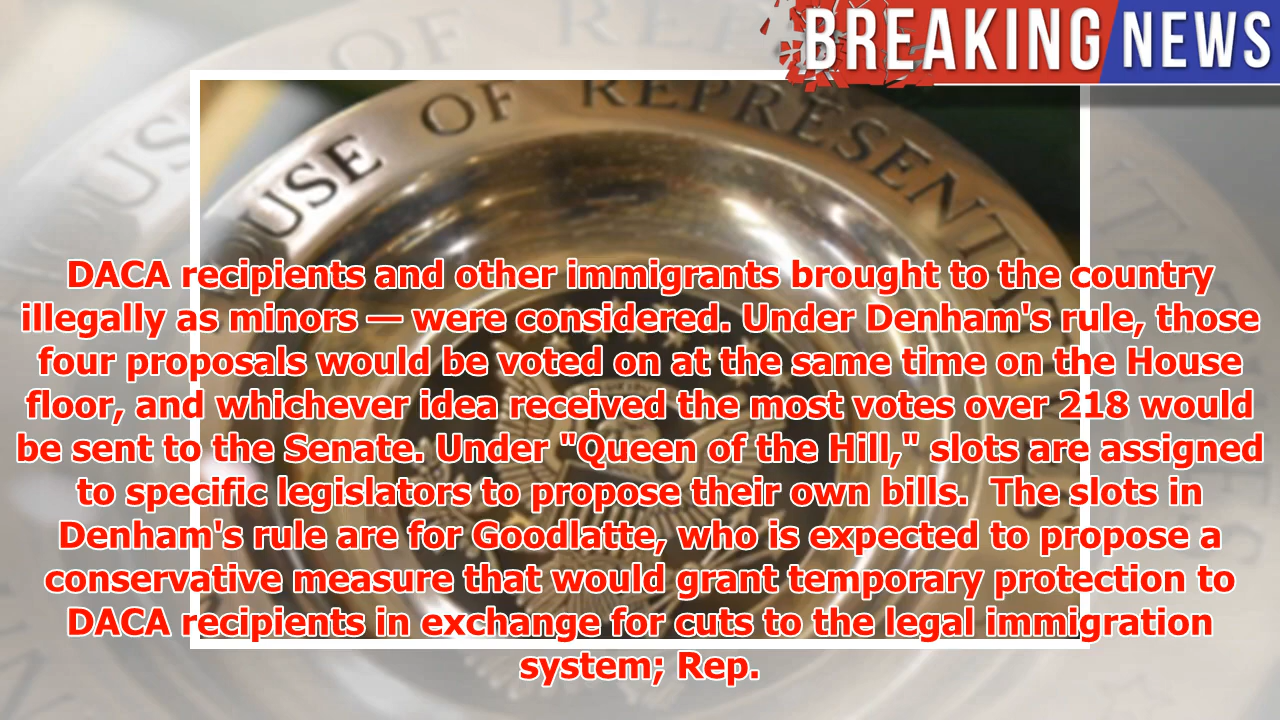 BREAKING NEWS
HOUSE OF REPRESENTATIVES
DACA recipients and other immigrants brought to the country
illegally as minors — were considered. Under Denham's rule, those
four proposals would be voted on at the same time on the House
floor, and whichever idea received the most votes over 218 would
be sent to the Senate. Under "Queen of the Hill," slots are assigned
to specific legislators to propose their own bills.  The slots in
Denham's rule are for Goodlatte, who is expected to propose a
conservative measure that would grant temporary protection to
DACA recipients in exchange for cuts to the legal immigration
system; Rep.